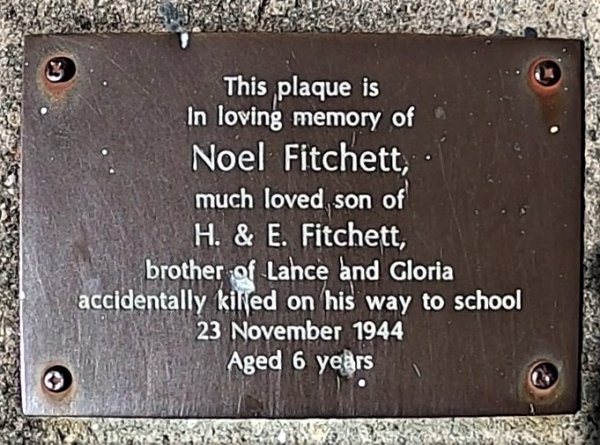 This plaque is
In loving memory of
Noel Fitchett,
much loved son of
H. & E. Fitchett,
brother of Lance and Gloria
accidentally killed on his way to school
23 November 1944
Aged 6 years